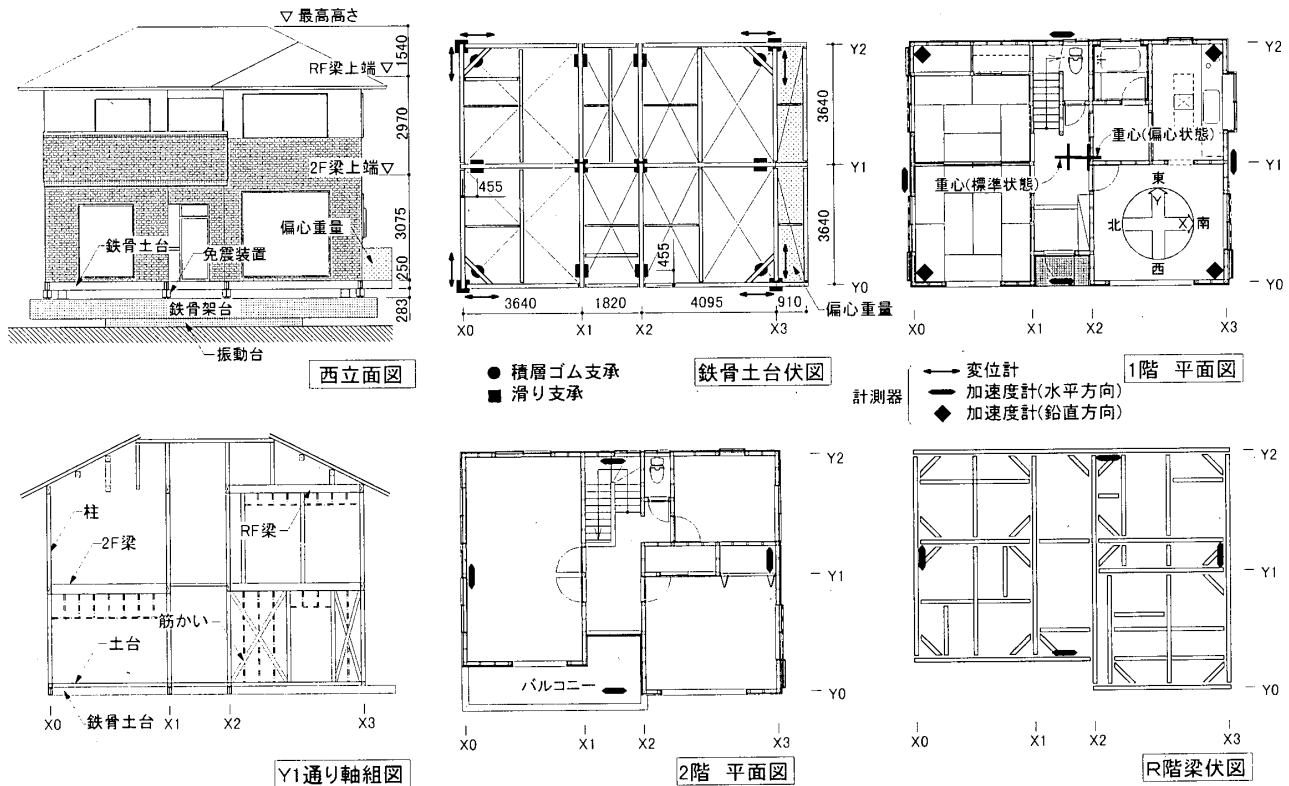 ▽ 最高高さ
1540
RF梁上端 ▽
2970
2F梁上端▽
3075
偏心重量
鉄骨土台
免震装置
250
鉄骨架台
283
振動台
西立面図
Y2
3640
Y1
455
3640
455
Y0
3640
1820
4095
910
偏心重量
X0
X1
X2
X3
● 積層ゴム支承
■ 滑り支承
鉄骨土台伏図
Y2
重心(偏心状態)
Y1
重心(標準状態)
東
Y
北
X
南
西
Y0
X0
X1
X2
X3
1階 平面図
計測器
変位計
加速度計(水平方向)
加速度計(鉛直方向)
柱
RF梁
2F梁
筋かい
土台
X0
鉄骨土台
X1
X2
X3
Y1通り軸組図
Y2
Y1
バルコニー
Y0
X0
X1
X2
X3
2階 平面図
Y2
Y1
Y0
X0
X1
X2
X3
R階梁伏図